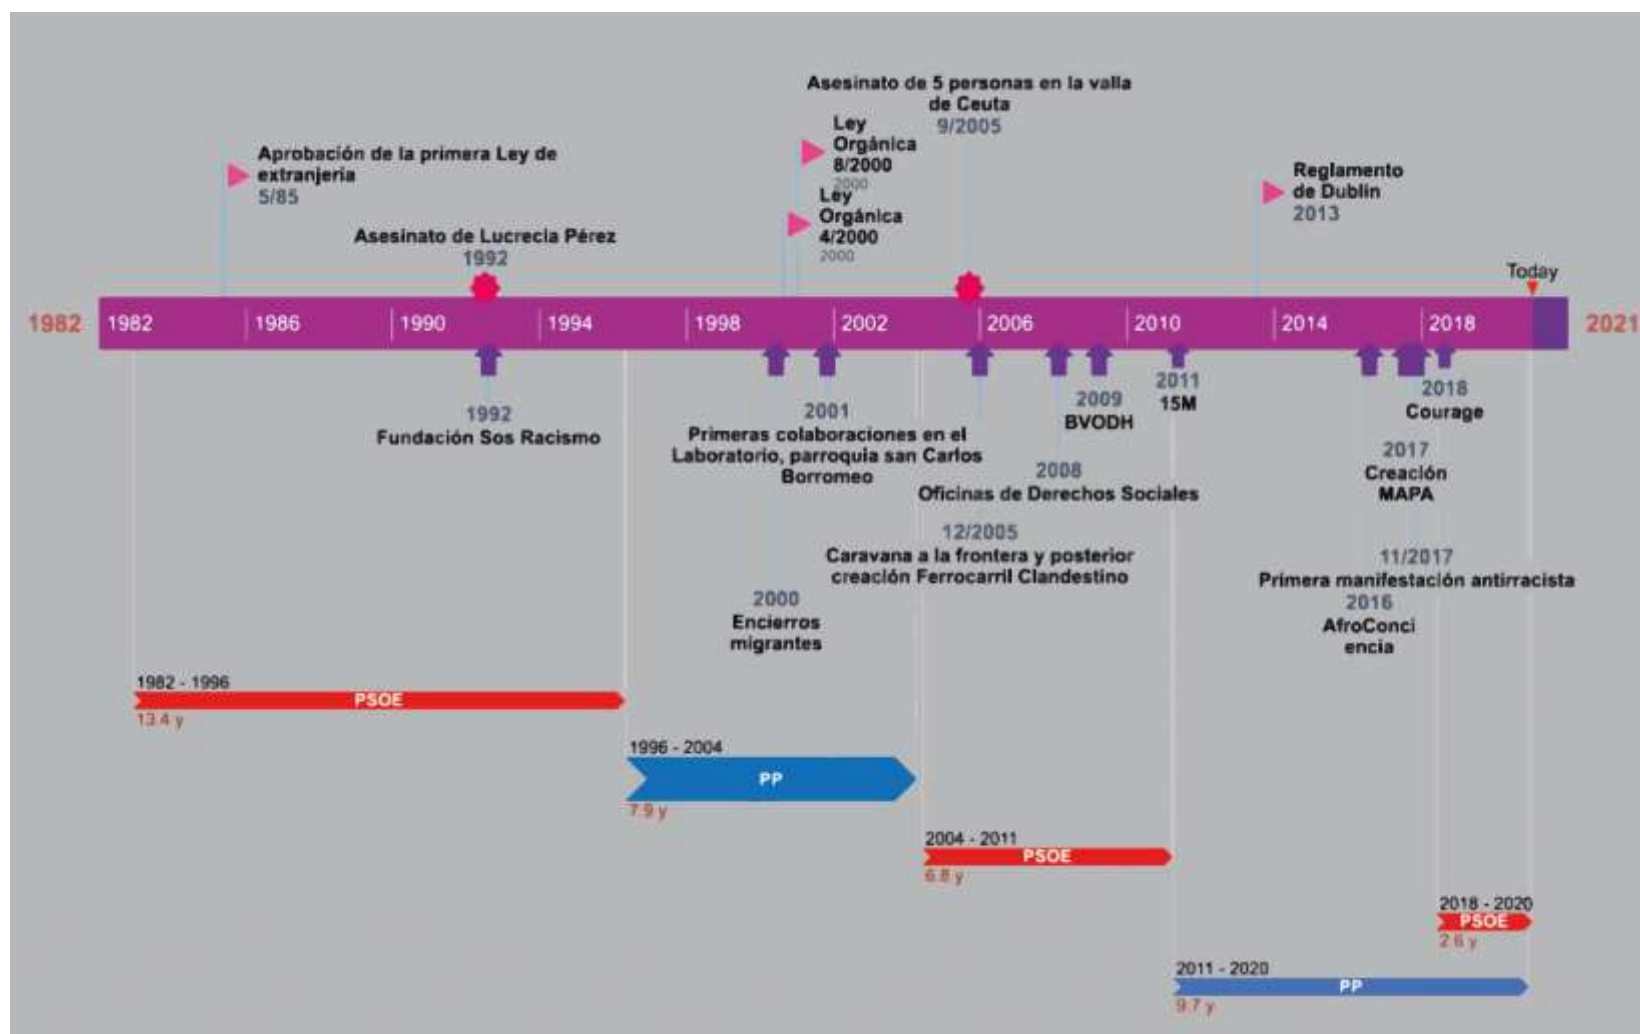 Asesinato de 5 personas en la valla
de Ceuta
9/2005
Ley
Orgánica
8/2000
2000
Ley
Orgánica
4/2000
2000
Aprobación de la primera Ley de
extranjería
5/85
Reglamento
de Dublín
2013
Asesinato de Lucrecia Pérez
1992
Today
1982
1982
1986
1990
1994
1998
2002
2006
2010
2014
2018
2021
1992
Fundación Sos Racismo
2001
Primeras colaboraciones en el
Laboratorio, parroquia san Carlos
Borromeo
2009
BVODH
2011
15M
2018
Courage
2008
Oficinas de Derechos Sociales
2017
Creación
MAPA
12/2005
Caravana a la frontera y posterior
creación Ferrocarril Clandestino
11/2017
Primera manifestación antirracista
2000
Encierros
migrantes
2016
AfroConci
encia
1982 - 1996
PSOE
13.4 y
1996 - 2004
PP
7.9 y
2004 - 2011
PSOE
6.8 y
2018 - 2020
PSOE
2.6 y
2011 - 2020
PP
9.7 y